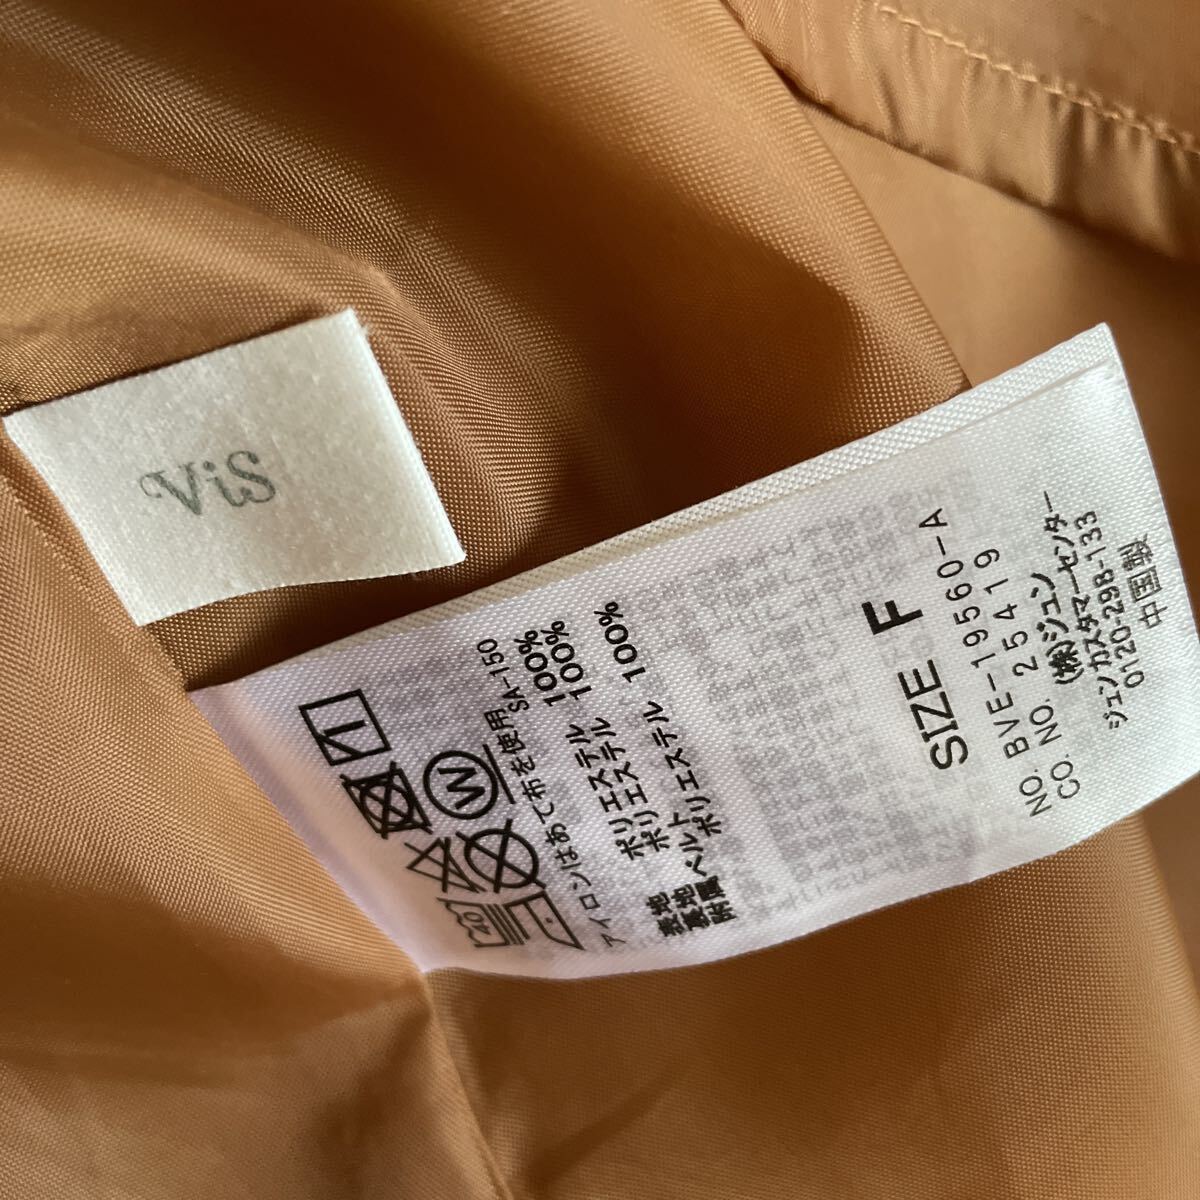 ViS
40
W
アイロンはあて布を使用
SA-150
表地 ポリエステル 100%
裏地 ポリエステル 100%
附属 ベルト
ポリエステル 100%
SIZE F
NO. BVE-19560-A
CO. NO. 25419
(株)ジュン
ジュンカスタマーセンター
0120-298-133
中国製